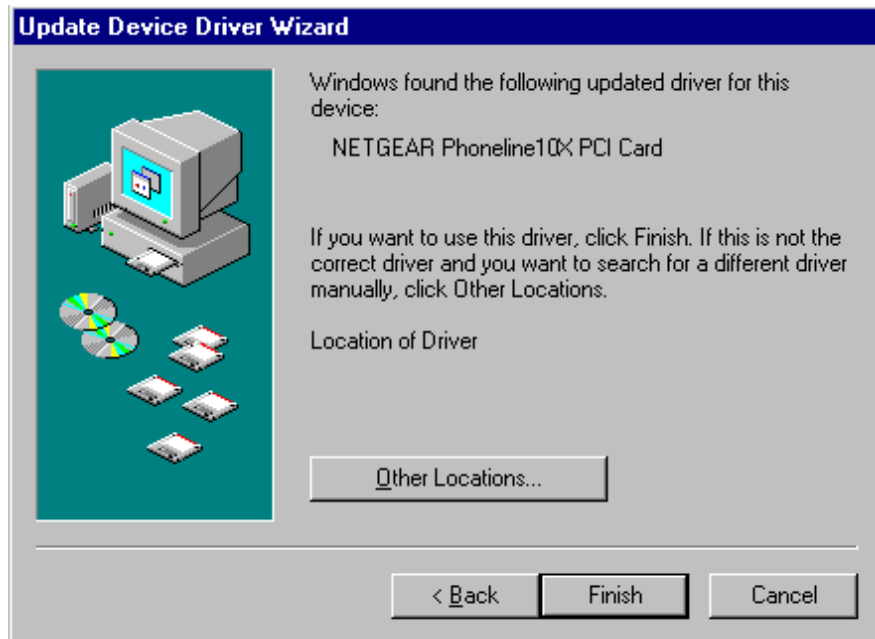 Update Device Driver Wizard
Windows found the following updated driver for this
device:
NETGEAR Phoneline10X PCI Card
If you want to use this driver, click Finish. If this is not the
correct driver and you want to search for a different driver
manually, click Other Locations.
Location of Driver
Other Locations...
< Back
Finish
Cancel